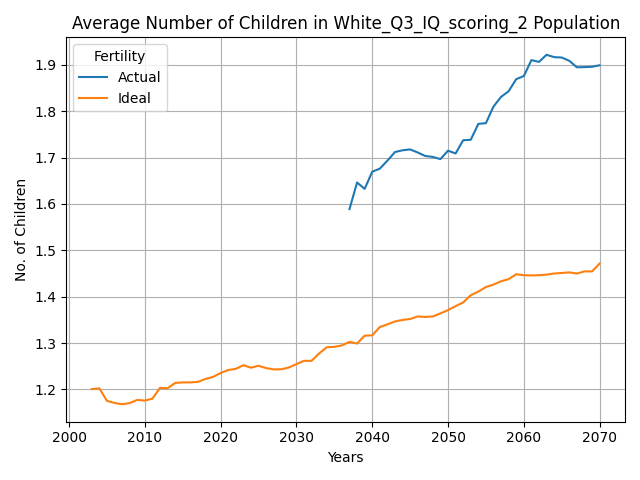 Average Number of Children in White_Q3_IQ_scoring_2 Population
Fertility
Actual
Ideal
No. of Children
1.9
1.8
1.7
1.6
1.5
1.4
1.3
1.2
2000 2010 2020 2030 2040 2050 2060 2070
Years